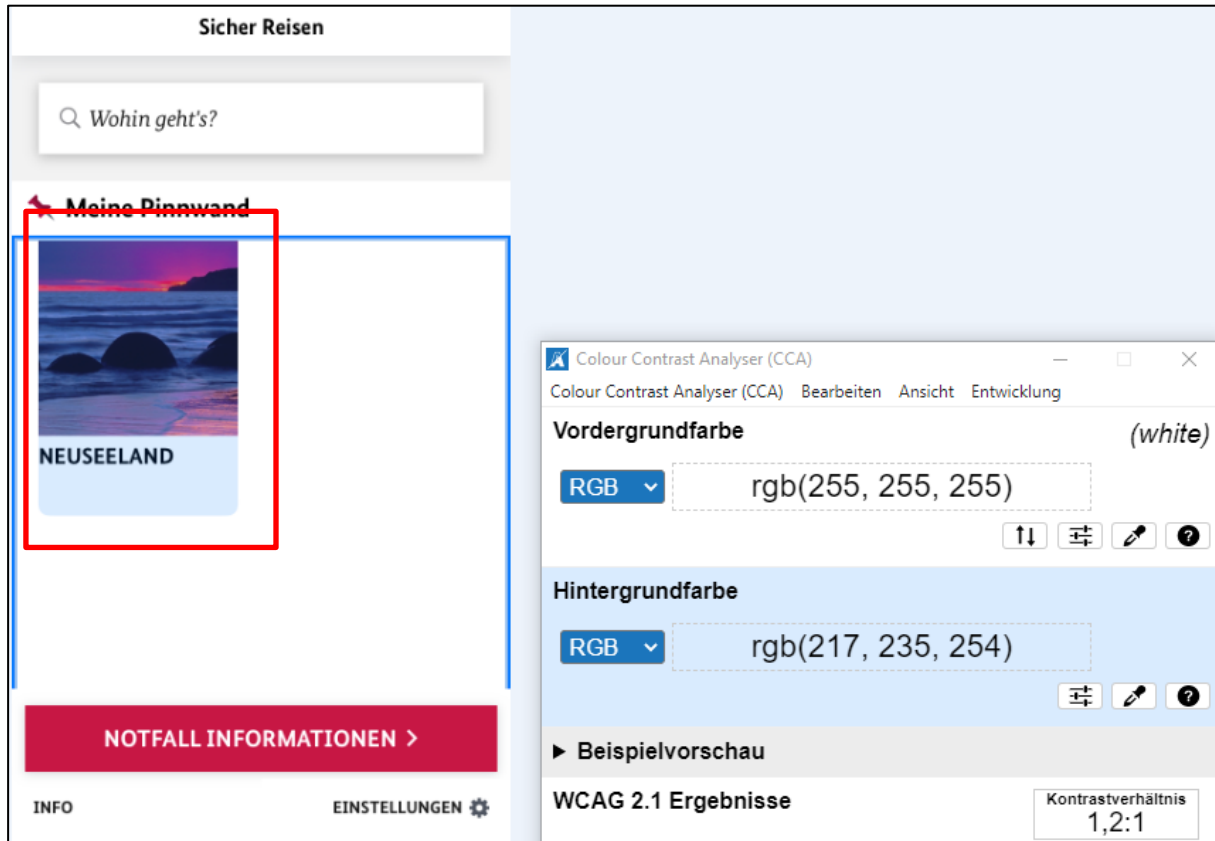 Sicher Reisen
Wohin geht's?
Meine Pinnwand
NEUSEELAND
NOTFALL INFORMATIONEN >
INFO
EINSTELLUNGEN
Colour Contrast Analyser (CCA)
Colour Contrast Analyser (CCA) Bearbeiten Ansicht Entwicklung
Vordergrundfarbe
(white)
RGB
rgb(255, 255, 255)
Hintergrundfarbe
RGB
rgb(217, 235, 254)
Beispielvorschau
WCAG 2.1 Ergebnisse
Kontrastverhältnis
1,2:1